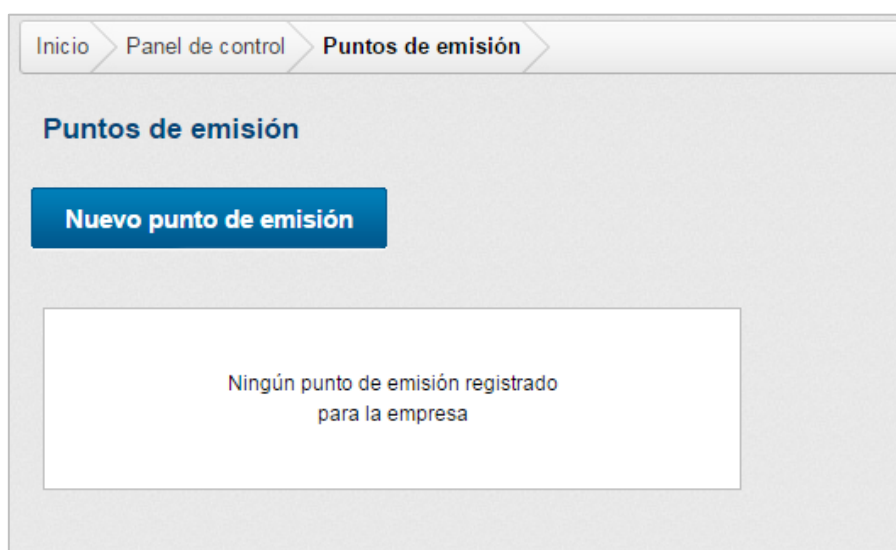 Inicio Panel de control Puntos de emisión
Puntos de emisión
Nuevo punto de emisión
Ningún punto de emisión registrado
para la empresa